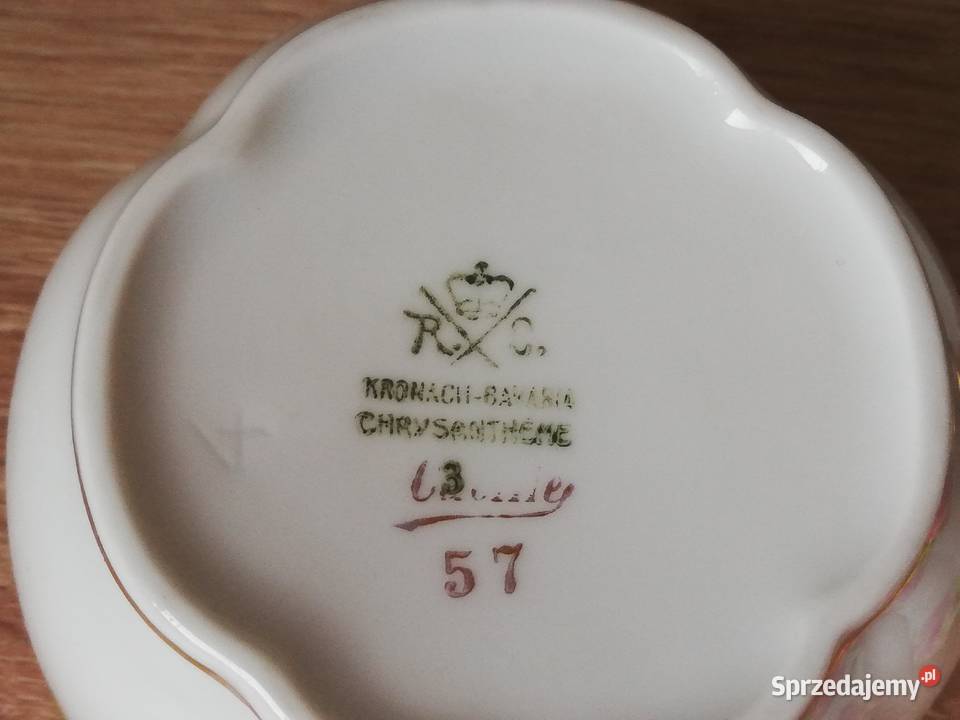 R. C.
KRONACH-BAVARIA
CHRYSANTHÈME
3
57
Sprzedajemy.pl